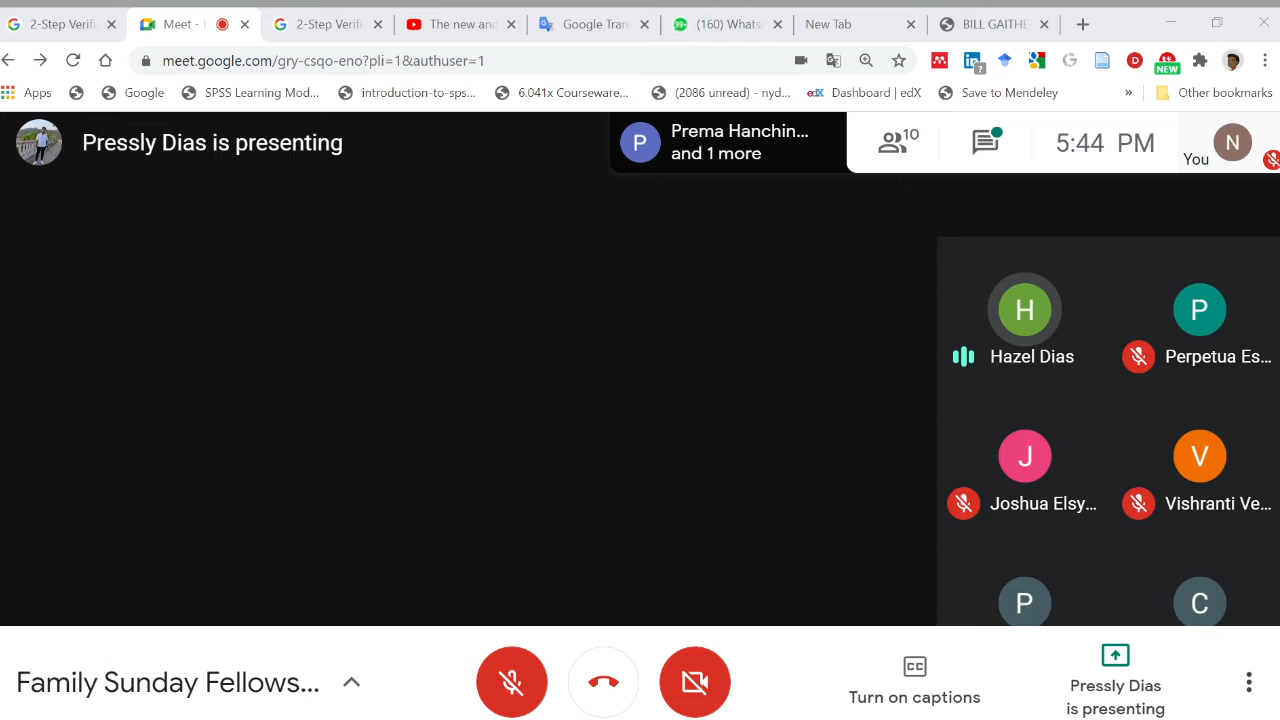 2-Step Verifi
Meet -
2-Step Verifi
The new and
Google Tran
(160) Whats
New Tab
BILL GAITHE
meet.google.com/gry-csqo-eno?pli=1&authuser=1
Apps
Google
SPSS Learning Mod...
introduction-to-sps...
6.041x Courseware...
(2086 unread) - nyd...
edX Dashboard | edX
Save to Mendeley
»
Other bookmarks
NEW
Pressly Dias is presenting
P
Prema Hanchin...
and 1 more
10
5:44 PM
You
N
H
Hazel Dias
P
Perpetua Es...
J
Joshua Elsy...
V
Vishranti Ve...
P
C
Family Sunday Fellows...
CC
Turn on captions
Pressly Dias
is presenting